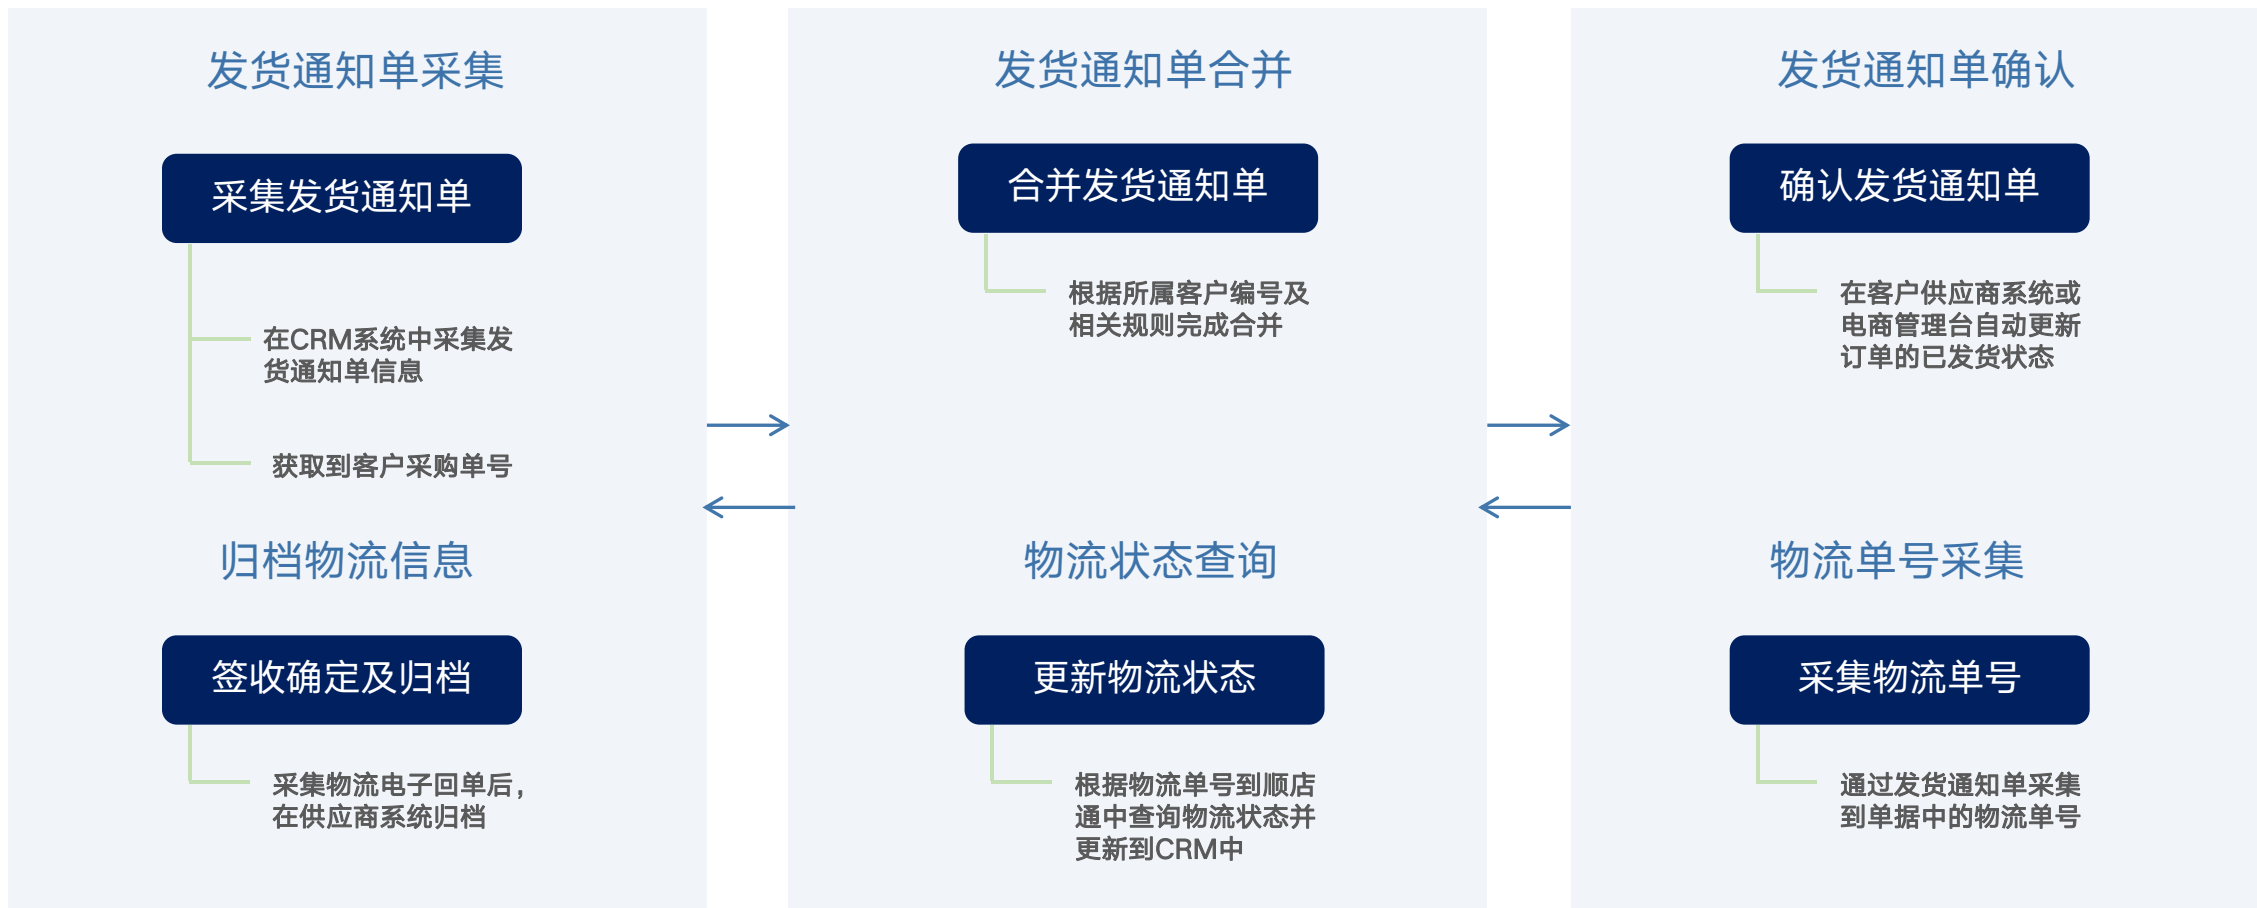 发货通知单采集
采集发货通知单
在CRM系统中采集发
货通知单信息
获取到客户采购单号
发货通知单合并
合并发货通知单
根据所属客户编号及
相关规则完成合并
发货通知单确认
确认发货通知单
在客户供应商系统或
电商管理台自动更新
订单的已发货状态
归档物流信息
签收确定及归档
采集物流电子回单后，
在供应商系统归档
物流状态查询
更新物流状态
根据物流单号到顺店
通中查询物流状态并
更新到CRM中
物流单号采集
采集物流单号
通过发货通知单采集
到单据中的物流单号